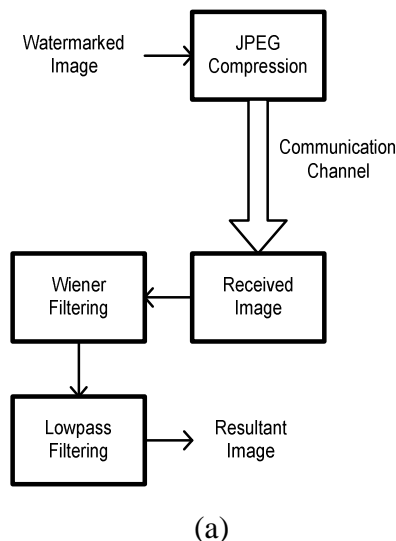 Watermarked
Image
JPEG
Compression
Communication
Channel
Wiener
Filtering
Received
Image
Lowpass
Filtering
Resultant
Image
(a)